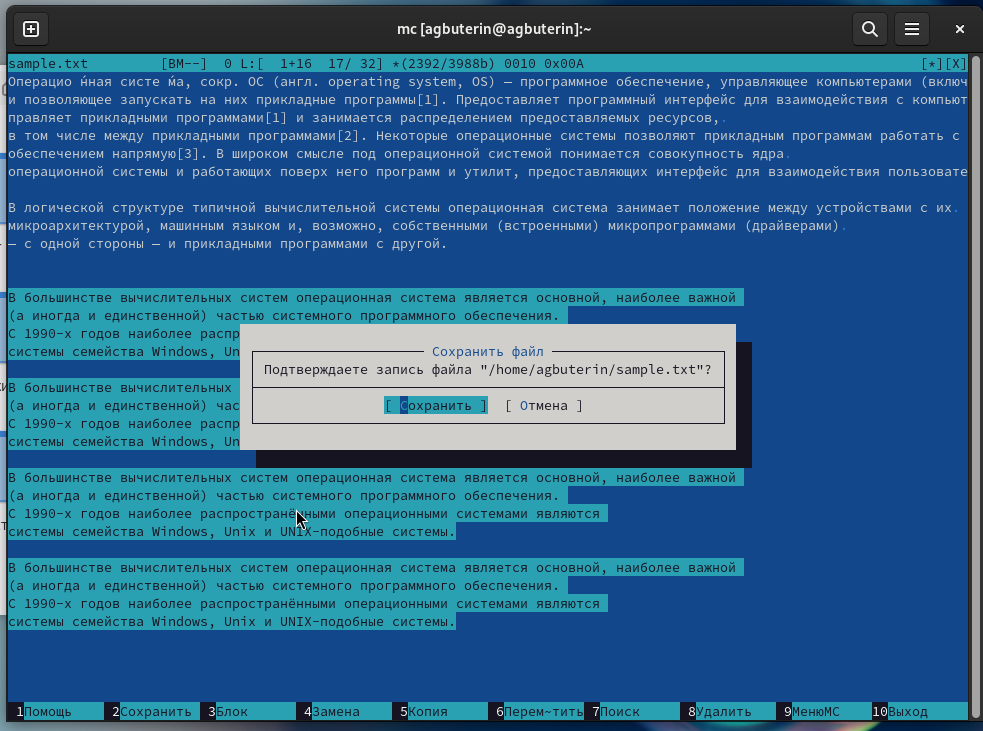 mc [agbuterin@agbuterin]:~
sample.txt [BM--] 0 L:[ 1+16 17/ 32] *(2392/3988b) 0010 0x00A [*][X]
Операцио́нная систе́ма, сокр. ОС (англ. operating system, OS) — программное обеспечение, управляющее компьютерами (включ
и позволяющее запускать на них прикладные программы[1]. Предоставляет программный интерфейс для взаимодействия с компьют
правляет прикладными программами[1] и занимается распределением предоставляемых ресурсов,.
в том числе между прикладными программами[2]. Некоторые операционные системы позволяют прикладным программам работать с
обеспечением напрямую[3]. В широком смысле под операционной системой понимается совокупность ядра.
операционной системы и работающих поверх него программ и утилит, предоставляющих интерфейс для взаимодействия пользовате
В логической структуре типичной вычислительной системы операционная система занимает положение между устройствами с их.
микроархитектурой, машинным языком и, возможно, собственными (встроенными) микропрограммами (драйверами).
— с одной стороны — и прикладными программами с другой.
В большинстве вычислительных систем операционная система является основной, наиболее важной
(а иногда и единственной) частью системного программного обеспечения.
С 1990-х годов наиболее распр
системы семейства Windows, Un
Сохранить файл
Подтверждаете запись файла "/home/agbuterin/sample.txt"?
[ Сохранить ] [ Отмена ]
В большинстве вычислительных
(а иногда и единственной) час
С 1990-х годов наиболее распр
системы семейства Windows, Un
В большинстве вычислительных систем операционная система является основной, наиболее важной
(а иногда и единственной) частью системного программного обеспечения.
С 1990-х годов наиболее распространёнными операционными системами являются
системы семейства Windows, Unix и UNIX-подобные системы.
В большинстве вычислительных систем операционная система является основной, наиболее важной
(а иногда и единственной) частью системного программного обеспечения.
С 1990-х годов наиболее распространёнными операционными системами являются
системы семейства Windows, Unix и UNIX-подобные системы.
1Помощь 2Сохранить 3Блок 4Замена 5Копия 6Перем~тить 7Поиск 8Удалить 9МенюМС 10Выход